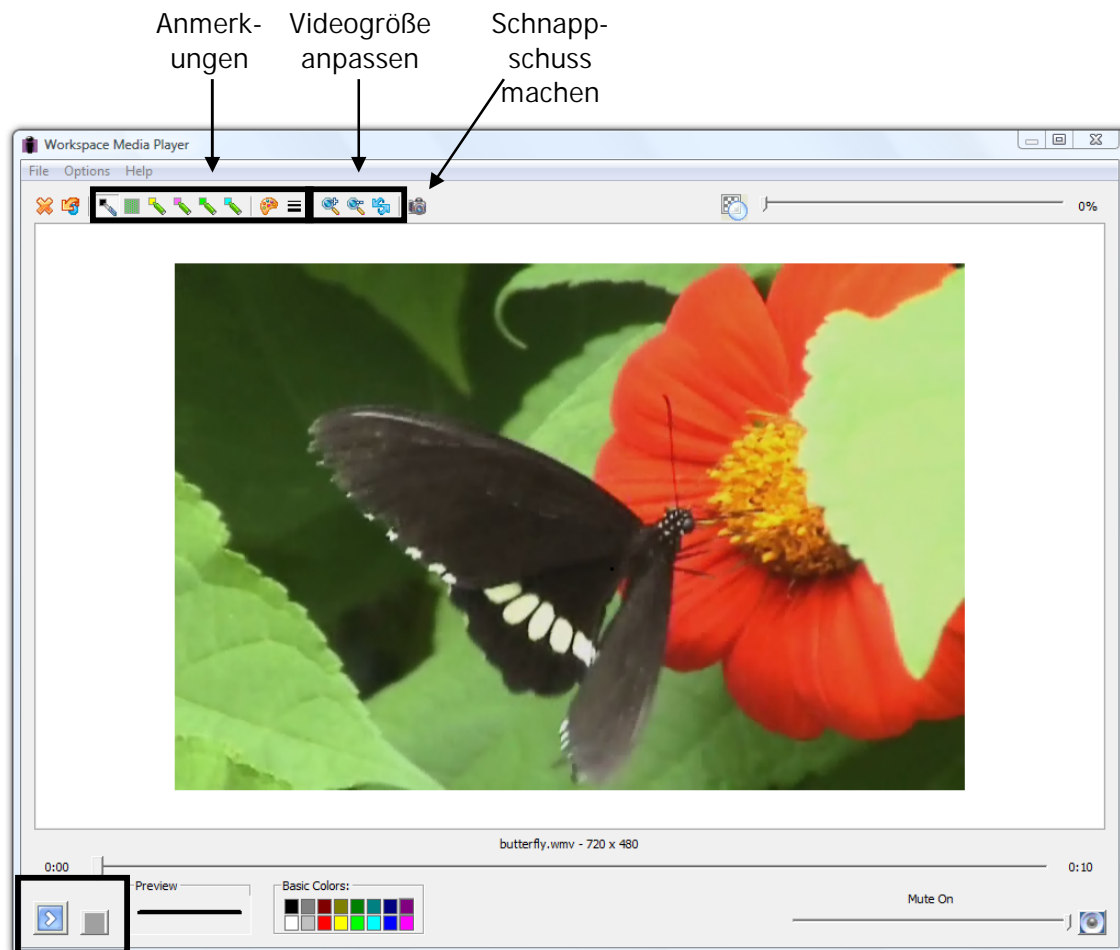 Anmerk-
ungen
Videogröße
anpassen
Schnapp-
schuss
machen
Workspace Media Player
File Options Help
0%
butterfly.wmv - 720 x 480
0:00
0:10
Preview
Basic Colors:
Mute On